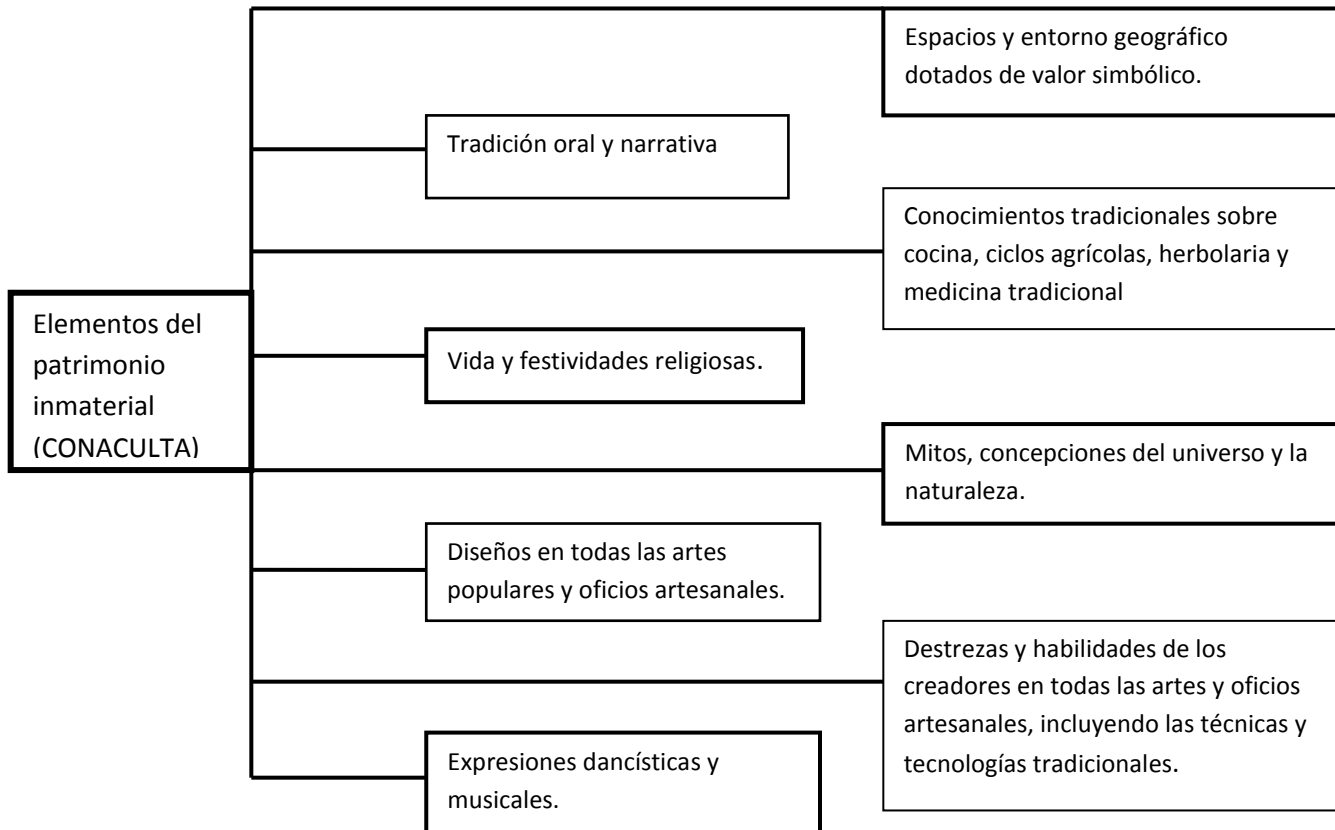 Espacios y entorno geográfico
dotados de valor simbólico.
Tradición oral y narrativa
Conocimientos tradicionales sobre
cocina, ciclos agrícolas, herbolaria y
medicina tradicional
Elementos del
patrimonio
inmaterial
(CONACULTA)
Vida y festividades religiosas.
Mitos, concepciones del universo y la
naturaleza.
Diseños en todas las artes
populares y oficios artesanales.
Destrezas y habilidades de los
creadores en todas las artes y oficios
artesanales, incluyendo las técnicas y
tecnologías tradicionales.
Expresiones dancísticas y
musicales.